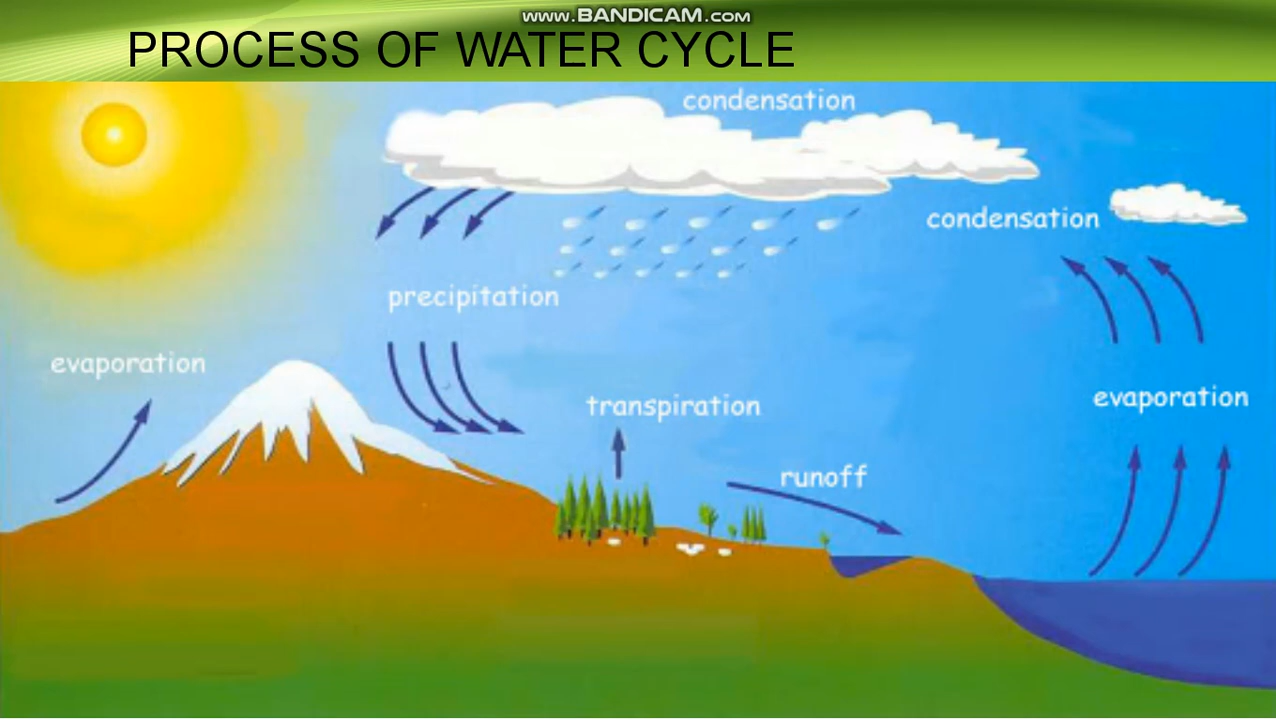 www.BANDICAM.com
PROCESS OF WATER CYCLE
condensation
condensation
precipitation
evaporation
transpiration
evaporation
runoff